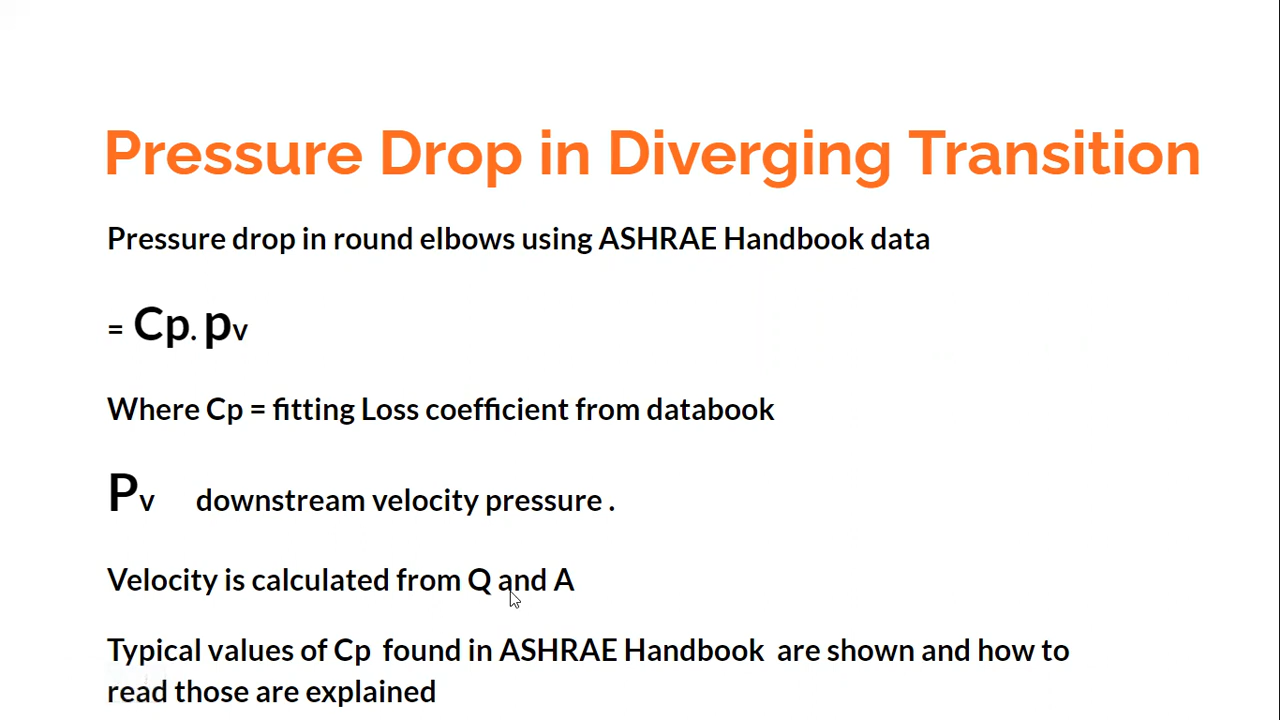 Pressure Drop in Diverging Transition
Pressure drop in round elbows using ASHRAE Handbook data
= Cp. pv
Where Cp = fitting Loss coefficient from databook
Pv downstream velocity pressure .
Velocity is calculated from Q and A
Typical values of Cp found in ASHRAE Handbook are shown and how to
read those are explained